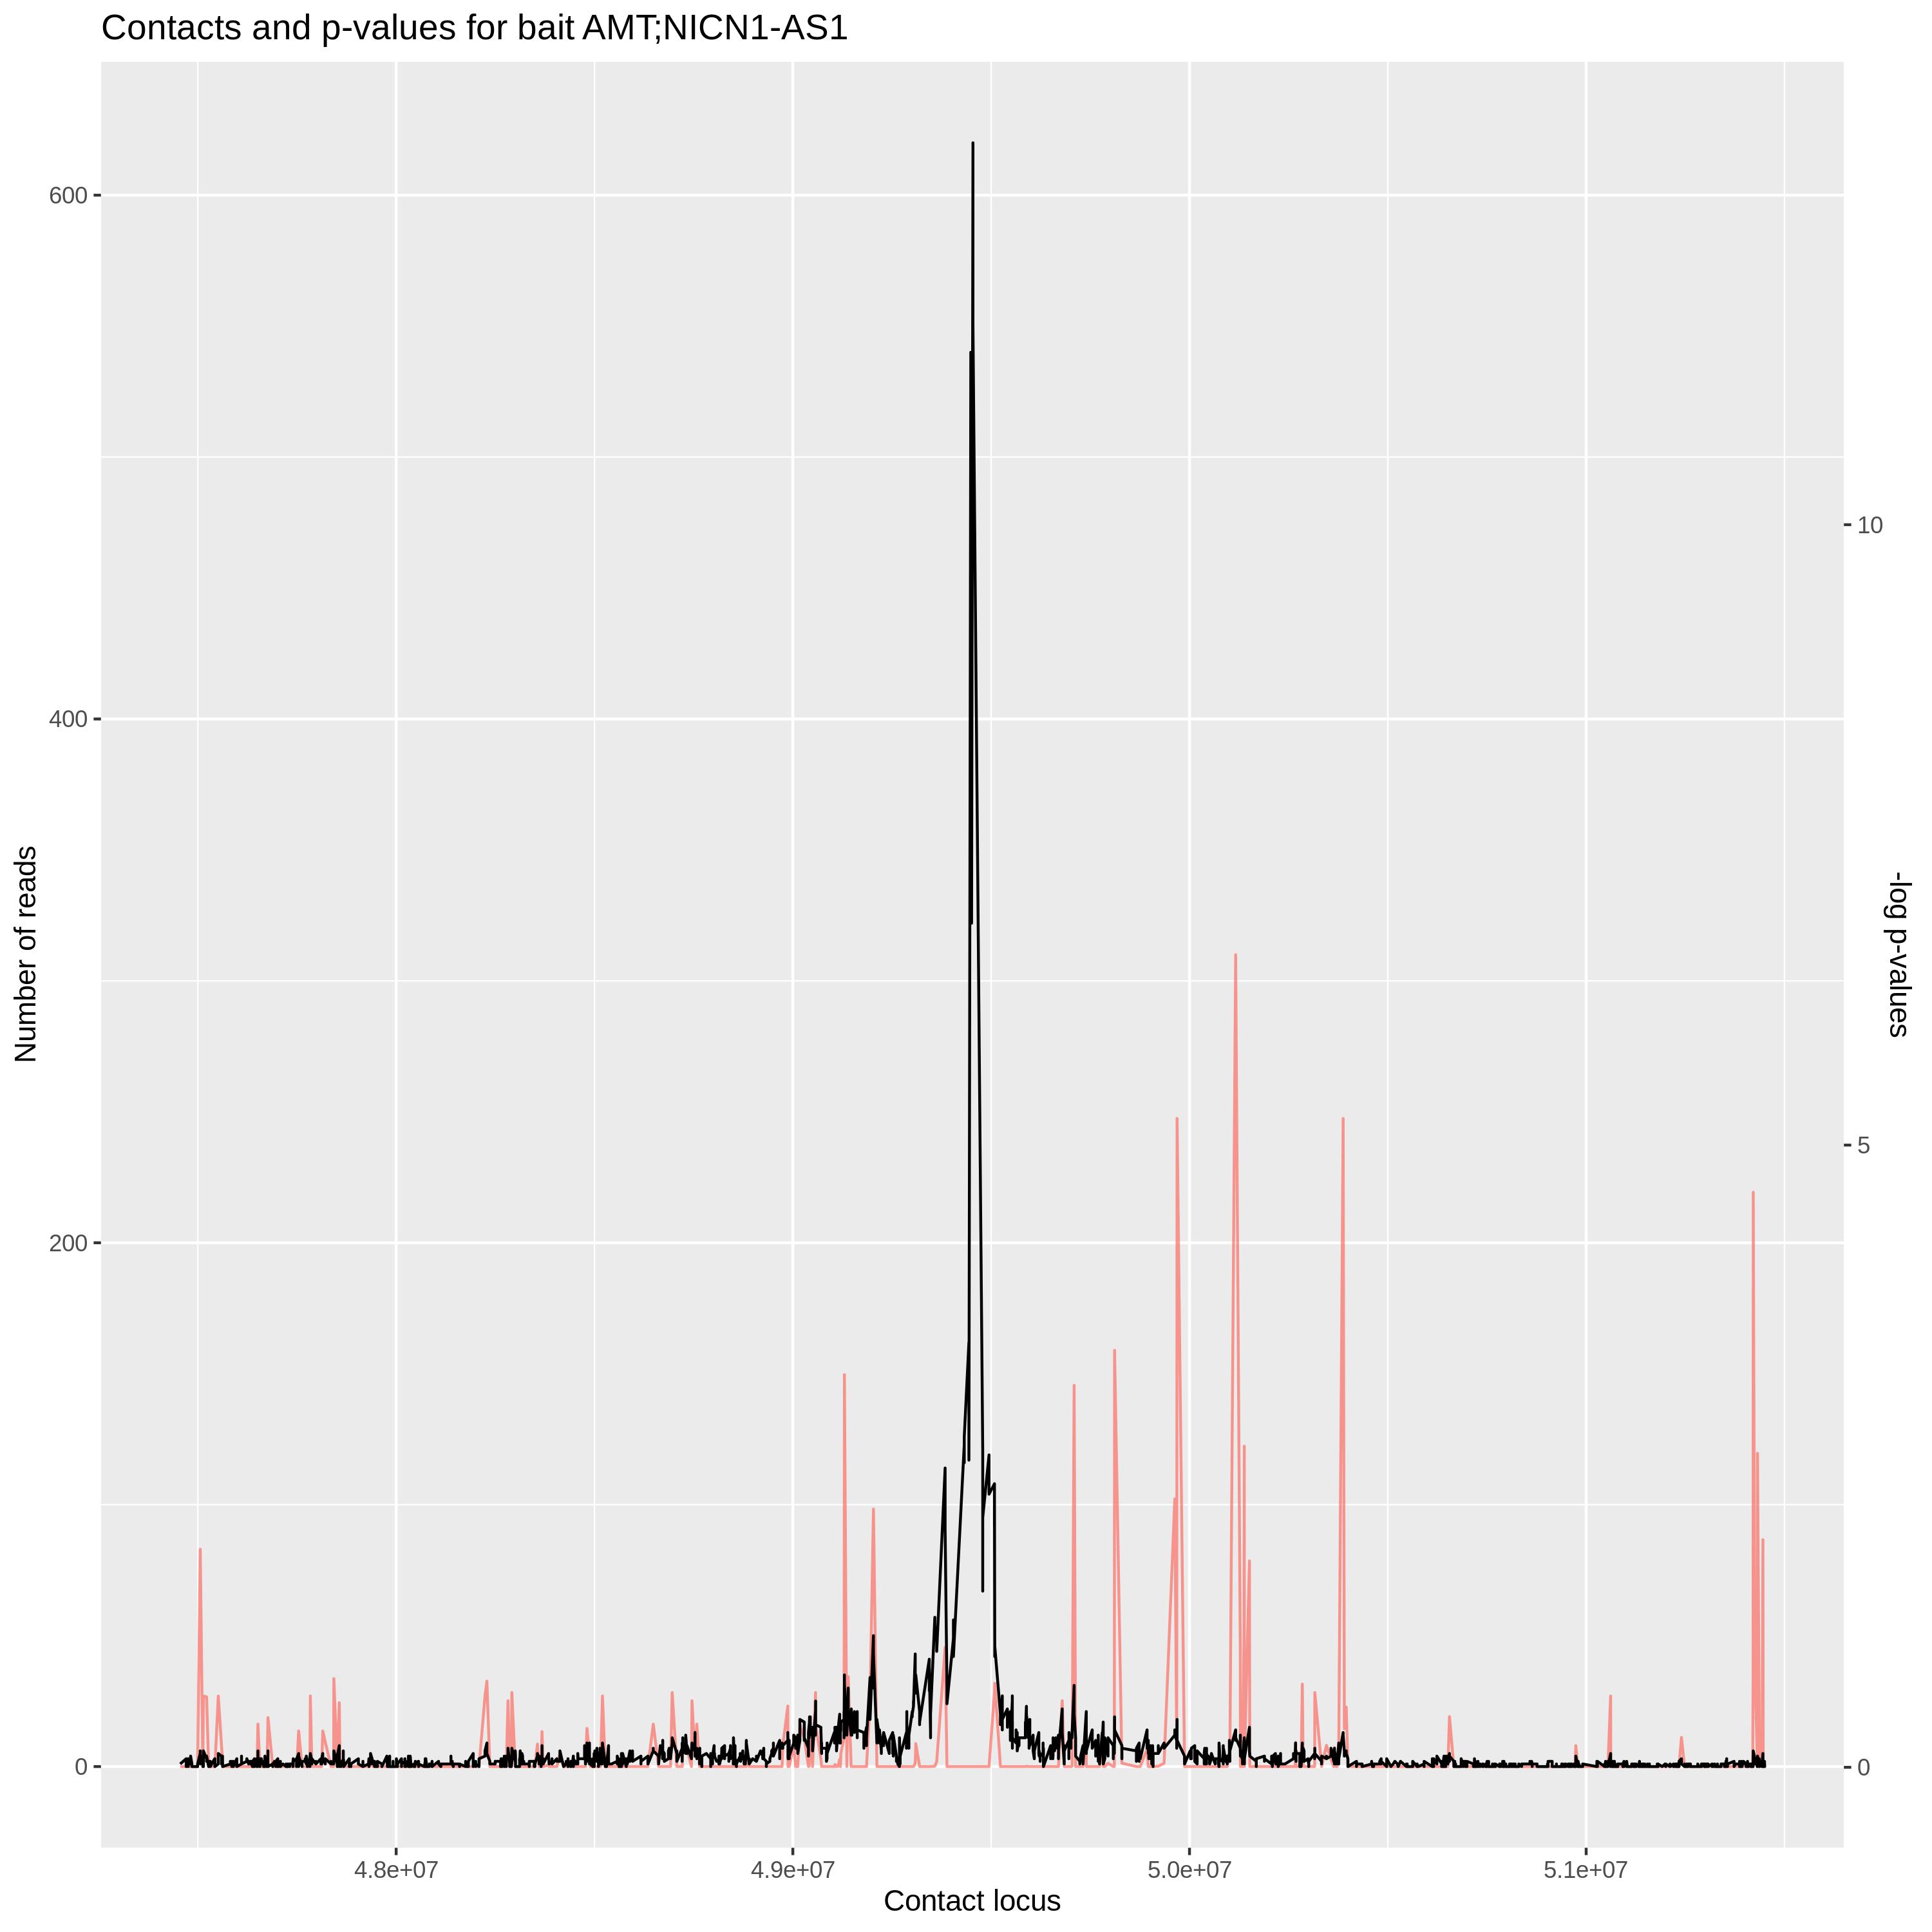 Contacts and p-values for bait AMT;NICN1-AS1
600
400
200
0
Number of reads
10
5
0
-log p-values
4.8e+07
4.9e+07
5.0e+07
5.1e+07
Contact locus